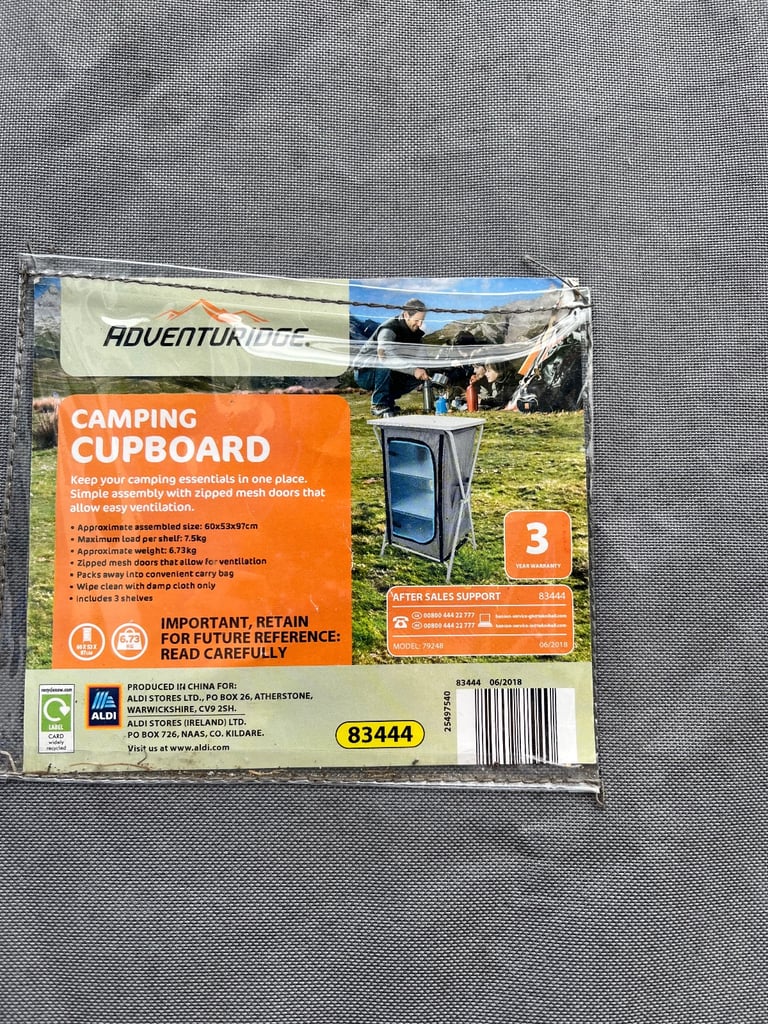 ADVENTURIDGE
CAMPING
CUPBOARD
Keep your camping essentials in one place.
Simple assembly with zipped mesh doors that
allow easy ventilation.
• Approximate assembled size: 60x53x97cm
• Maximum load per shelf: 7.5kg
• Approximate weight: 6.73kg
• Zipped mesh doors that allow for ventilation
• Packs away into convenient carry bag
• Wipe clean with damp cloth only
• Includes 3 shelves
6.73
KG
IMPORTANT, RETAIN
FOR FUTURE REFERENCE:
READ CAREFULLY
3
YEAR WARRANTY
AFTER SALES SUPPORT 83444
00800 444 22 777
00800 444 22 777
MODEL: 79248 06/2018
recyclenow.com
LABEL
CARD
widely
recycled
ALDI
PRODUCED IN CHINA FOR:
ALDI STORES LTD., PO BOX 26, ATHERSTONE,
WARWICKSHIRE, CV9 2SH.
ALDI STORES (IRELAND) LTD.
PO BOX 726, NAAS, CO. KILDARE.
Visit us at www.aldi.com
83444
83444 06/2018
25497540